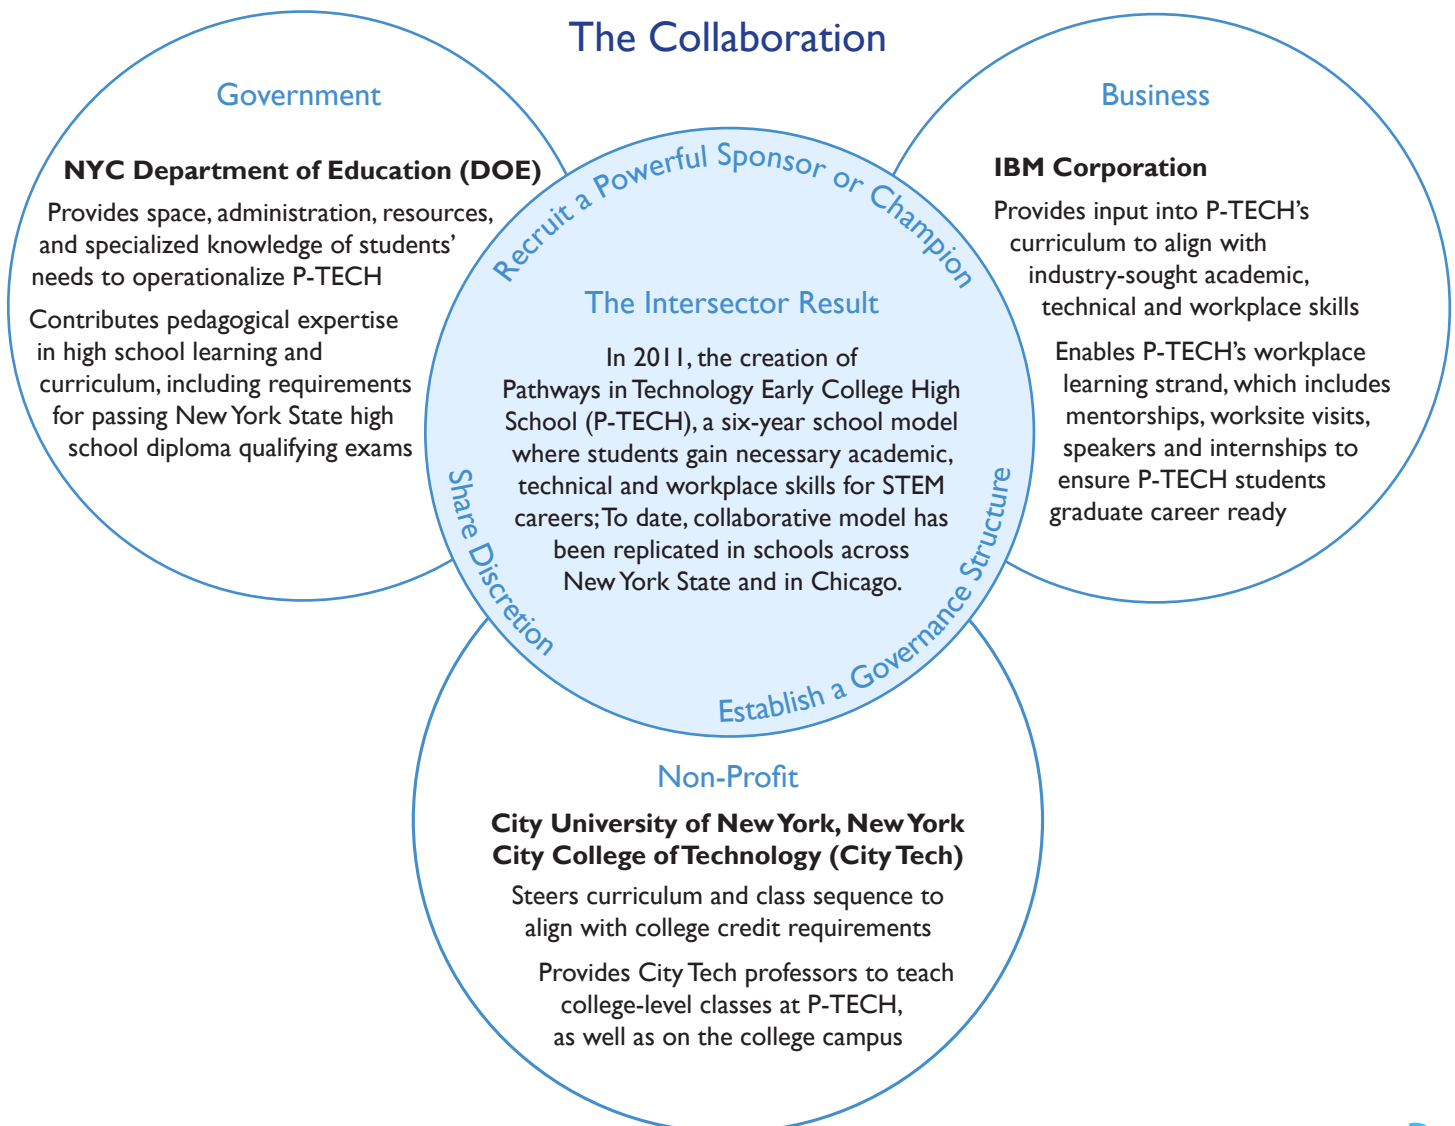 The Collaboration
Government
NYC Department of Education (DOE)
Provides space, administration, resources,
and specialized knowledge of students’
needs to operationalize P-TECH
Contributes pedagogical expertise
in high school learning and
curriculum, including requirements
for passing New York State high
school diploma qualifying exams
Business
IBM Corporation
Provides input into P-TECH’s
curriculum to align with
industry-sought academic,
technical and workplace skills
Enables P-TECH’s workplace
learning strand, which includes
mentorships, worksite visits,
speakers and internships to
ensure P-TECH students
graduate career ready
Recruit a Powerful Sponsor or Champion
The Intersector Result
In 2011, the creation of
Pathways in Technology Early College High
School (P-TECH), a six-year school model
where students gain necessary academic,
technical and workplace skills for STEM
careers; To date, collaborative model has
been replicated in schools across
New York State and in Chicago.
Share Discretion
Establish a Governance Structure
Non-Profit
City University of New York, New York
City College of Technology (City Tech)
Steers curriculum and class sequence to
align with college credit requirements
Provides City Tech professors to teach
college-level classes at P-TECH,
as well as on the college campus